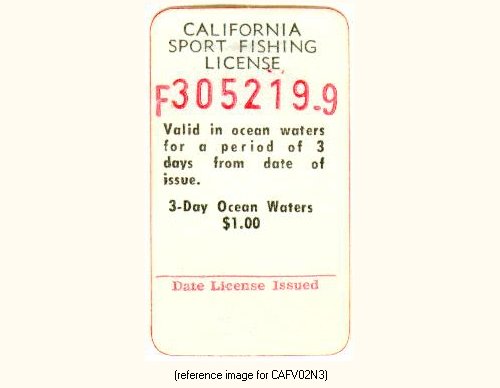 CALIFORNIA
SPORT FISHING
LICENSE
F305219-9
Valid in ocean waters
for a period of 3
days from date of
issue.
3-Day Ocean Waters
$1.00
Date License Issued
(reference image for CAFV02N3)